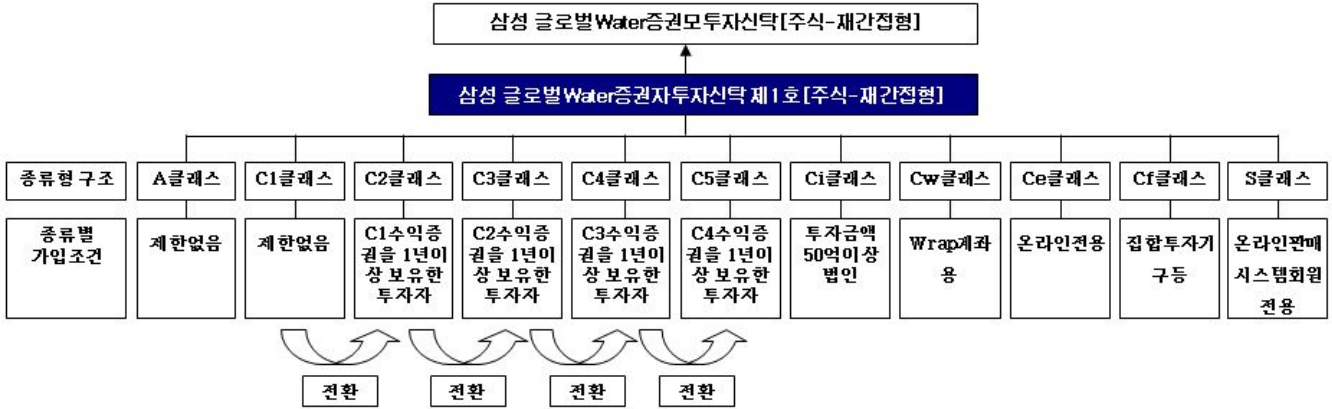 삼성 글로벌Water증권모투자신탁[주식-재간접형]
삼성 글로벌Water증권자투자신탁 제1호[주식-재간접형]
종류형 구조
A클래스
C1클래스
C2클래스
C3클래스
C4클래스
C5클래스
Ci클래스
Cw클래스
Ce클래스
Cf클래스
S클래스
종류별
가입조건
제한없음
제한없음
C1수익증
권을 1년이
상 보유한
투자자
C2수익증
권을 1년이
상 보유한
투자자
C3수익증
권을 1년이
상 보유한
투자자
C4수익증
권을 1년이
상 보유한
투자자
투자금액
50억이상
법인
Wrap계좌
용
온라인전용
집합투자기
구등
온라인판매
시스템회원
전용
전환
전환
전환
전환